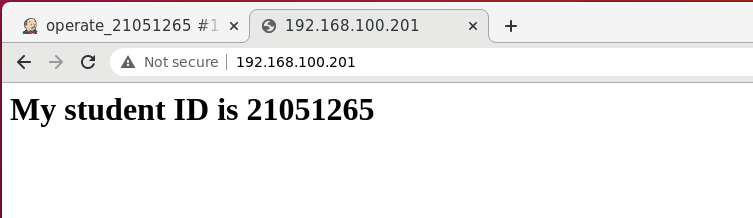 operate_21051265 #1
192.168.100.201
Not secure
192.168.100.201
My student ID is 21051265